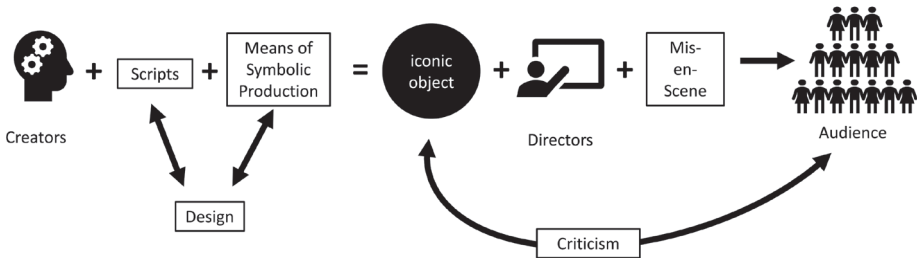 Creators
+
Scripts
+
Means of
Symbolic
Production
=
iconic
object
+
Directors
+
Mis-
en-
Scene
Audience
Design
Criticism